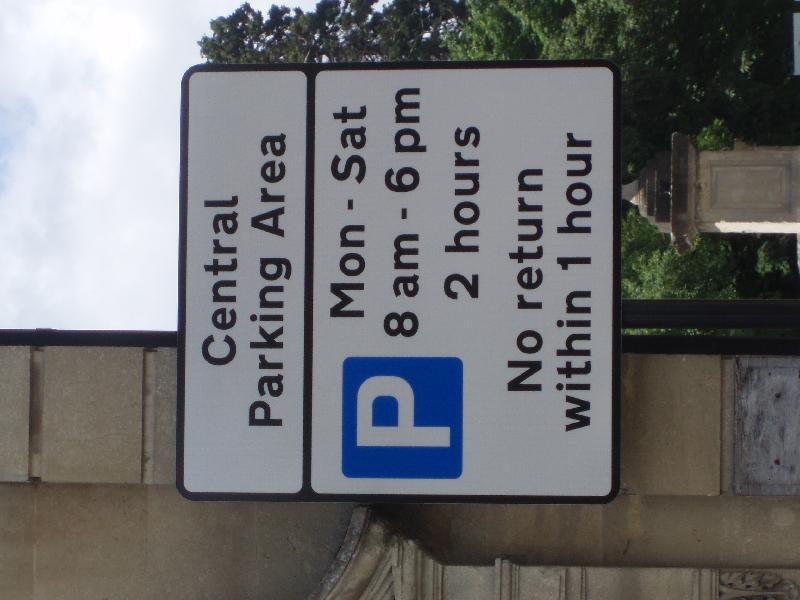 Central
Parking Area
P
Mon - Sat
8 am - 6 pm
2 hours
No return
within 1 hour